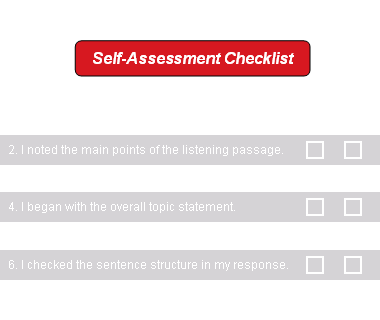 Self-Assessment Checklist
2. I noted the main points of the listening passage.
4. I began with the overall topic statement.
6. I checked the sentence structure in my response.